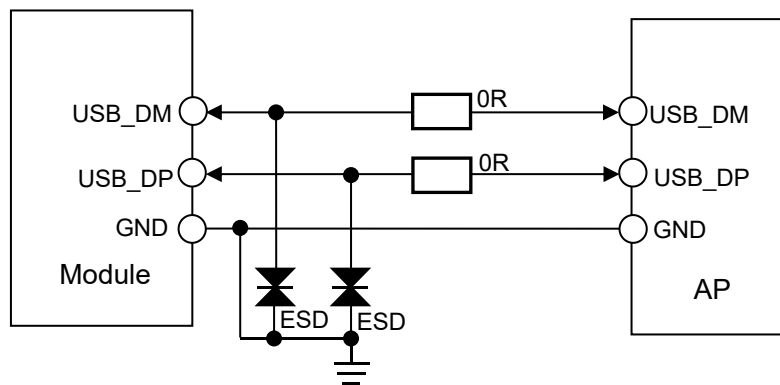 0R
USB_DM
USB_DM
0R
USB_DP
USB_DP
GND
GND
Module
AP
ESD
ESD